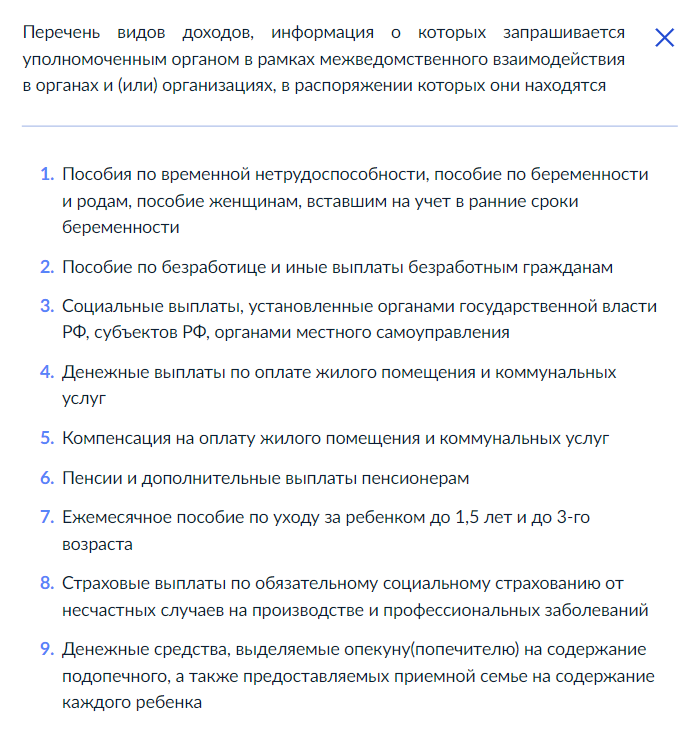 Перечень видов доходов, информация о которых запрашивается
уполномоченным органом в рамках межведомственного взаимодействия
в органах и (или) организациях, в распоряжении которых они находятся
1. Пособия по временной нетрудоспособности, пособие по беременности
и родам, пособие женщинам, вставшим на учет в ранние сроки
беременности
2. Пособие по безработице и иные выплаты безработным гражданам
3. Социальные выплаты, установленные органами государственной власти
РФ, субъектов РФ, органами местного самоуправления
4. Денежные выплаты по оплате жилого помещения и коммунальных
услуг
5. Компенсация на оплату жилого помещения и коммунальных услуг
6. Пенсии и дополнительные выплаты пенсионерам
7. Ежемесячное пособие по уходу за ребенком до 1,5 лет и до 3-го
возраста
8. Страховые выплаты по обязательному социальному страхованию от
несчастных случаев на производстве и профессиональных заболеваний
9. Денежные средства, выделяемые опекуну(попечителю) на содержание
подопечного, а также предоставляемых приемной семье на содержание
каждого ребенка